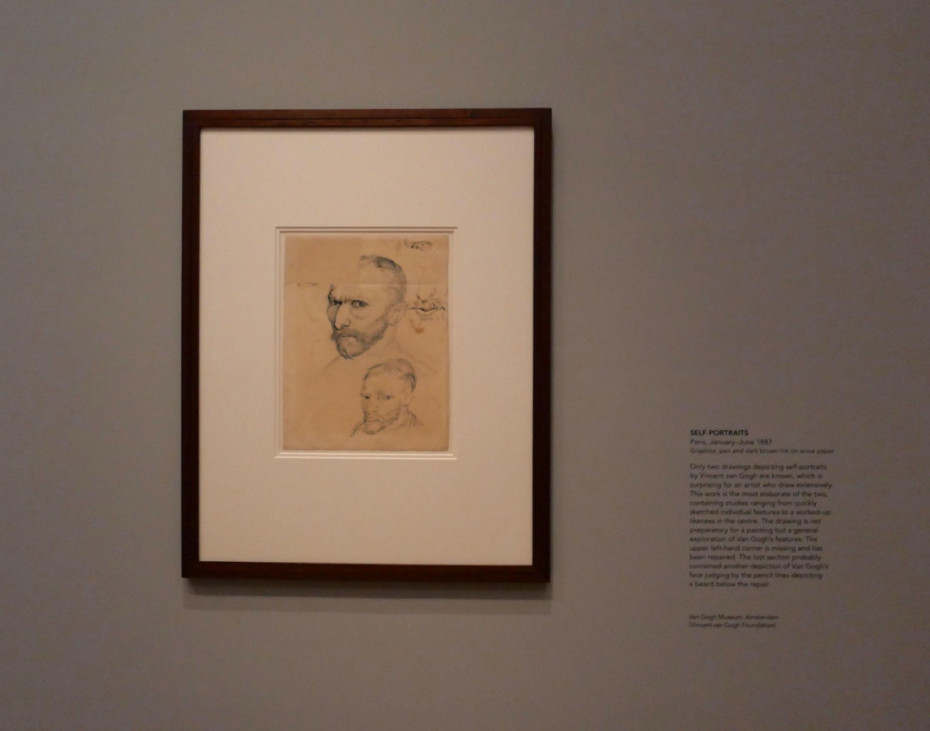 SELF-PORTRAITS
Paris, January–June 1887
Graphite, pen and dark brown ink on wove paper
Only two drawings depicting self-portraits
by Vincent van Gogh are known, which is
surprising for an artist who drew extensively.
This work is the most elaborate of the two,
containing studies ranging from quickly
sketched individual features to a worked-up
likeness in the centre. The drawing is not
preparatory for a painting but a general
exploration of Van Gogh's features. The
upper left-hand corner is missing and has
been repaired. The lost section probably
contained another depiction of Van Gogh's
face judging by the pencil lines depicting
a beard below the repair.
Van Gogh Museum, Amsterdam
(Vincent van Gogh Foundation)